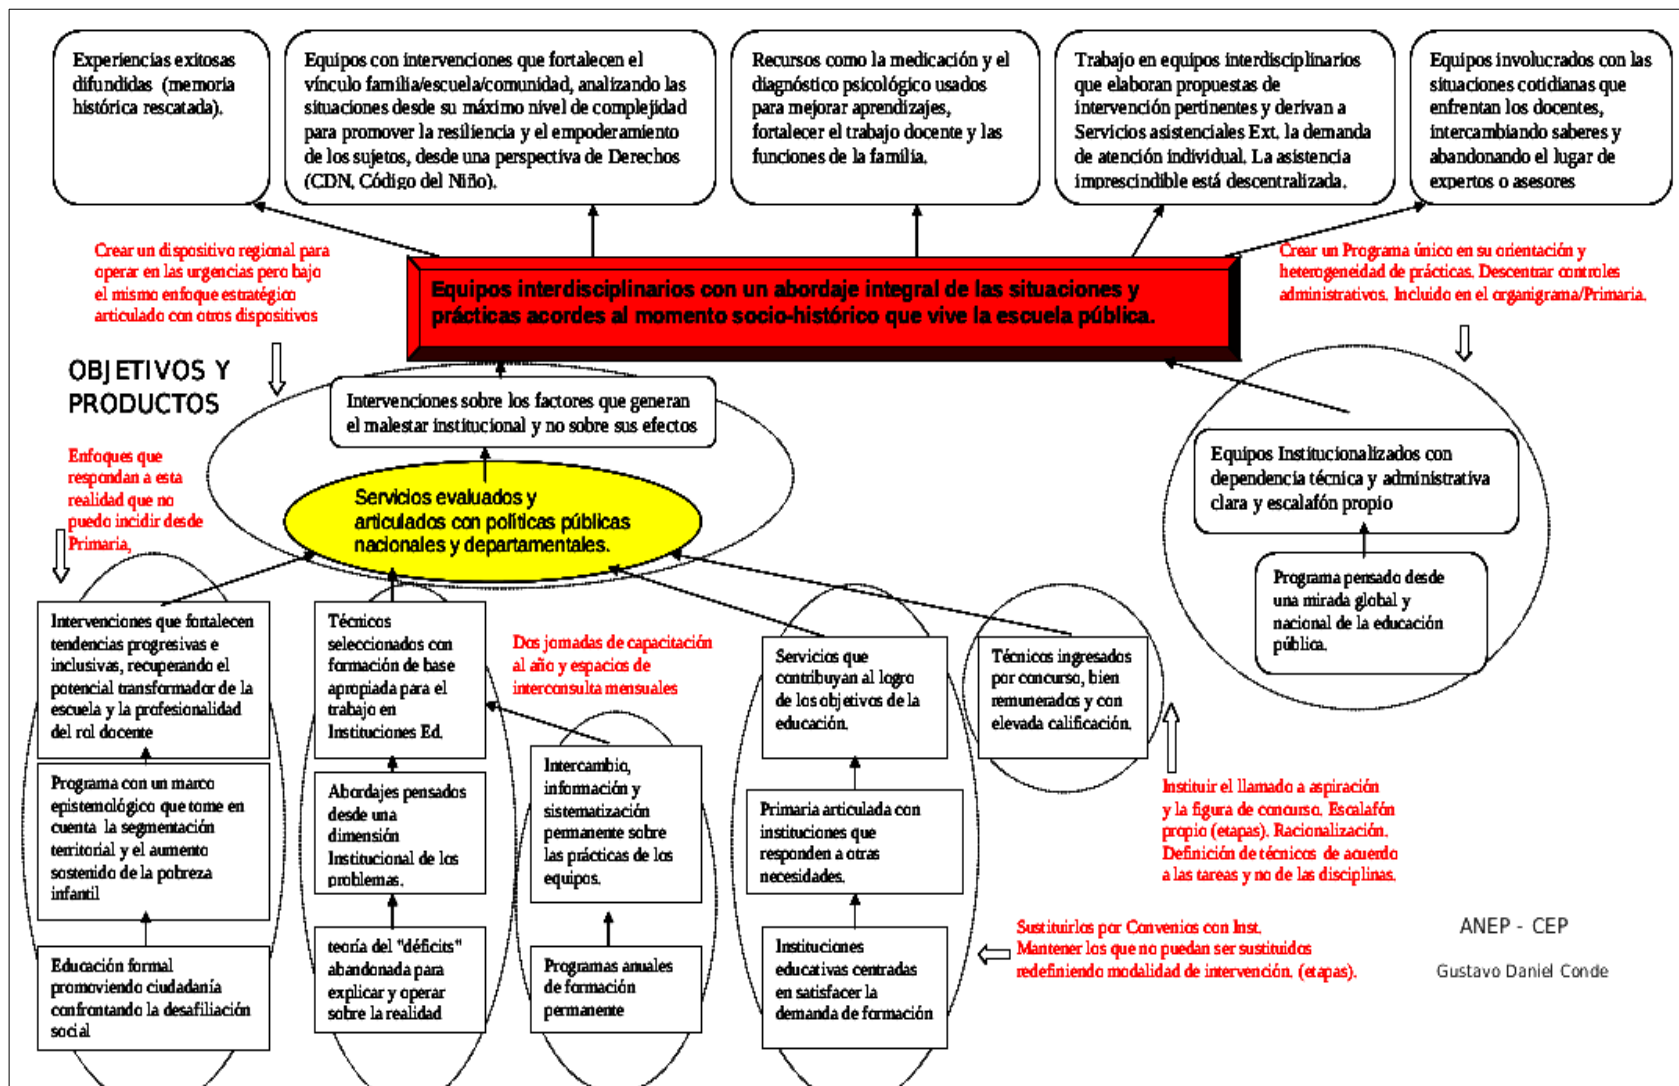 Experiencias exitosas
difundidas (memoria
histórica rescatada).
Equipos con intervenciones que fortalecen el
vínculo familia/escuela/comunidad, analizando las
situaciones desde su máximo nivel de complejidad
para promover la resiliencia y el empoderamiento
de los sujetos, desde una perspectiva de Derechos
(CDN, Código del Niño).
Recursos como la medicación y el
diagnóstico psicológico usados
para mejorar aprendizajes,
fortalecer el trabajo docente y las
funciones de la familia.
Trabajo en equipos interdisciplinarios
que elaboran propuestas de
intervención pertinentes y derivan a
Servicios asistenciales Ext. la demanda
de atención individual. La asistencia
imprescindible está descentralizada.
Equipos involucrados con las
situaciones cotidianas que
enfrentan los docentes,
intercambiando saberes y
abandonando el lugar de
expertos o asesores
Crear un dispositivo regional para
operar en las urgencias pero bajo
el mismo enfoque estratégico
articulado con otros dispositivos
Crear un Programa único en su orientación y
heterogeneidad de prácticas. Descentrar controles
administrativos. Incluido en el organigrama/Primaria.
Equipos interdisciplinarios con un abordaje integral de las situaciones y
prácticas acordes al momento socio-histórico que vive la escuela pública.
OBJETIVOS Y
PRODUCTOS
Intervenciones sobre los factores que generan
el malestar institucional y no sobre sus efectos
Enfoques que
respondan a esta
realidad que no
puedo incidir desde
Primaria,
Servicios evaluados y
articulados con políticas públicas
nacionales y departamentales.
Equipos Institucionalizados con
dependencia técnica y administrativa
clara y escalafón propio
Programa pensado desde
una mirada global y
nacional de la educación
pública.
Intervenciones que fortalecen
tendencias progresivas e
inclusivas, recuperando el
potencial transformador de la
escuela y la profesionalidad
del rol docente
Técnicos
seleccionados con
formación de base
apropiada para el
trabajo en
Instituciones Ed.
Dos jornadas de capacitación
al año y espacios de
interconsulta mensuales
Servicios que
contribuyan al logro
de los objetivos de la
educación.
Técnicos ingresados
por concurso, bien
remunerados y con
elevada calificación.
Programa con un marco
epistemológico que tome en
cuenta la segmentación
territorial y el aumento
sostenido de la pobreza
infantil
Abordajes pensados
desde una
dimensión
Institucional de los
problemas.
Intercambio,
información y
sistematización
permanente sobre
las prácticas de los
equipos.
Primaria articulada con
instituciones que
responden a otras
necesidades.
Instituir el llamado a aspiración
y la figura de concurso. Escalafón
propio (etapas). Racionalización.
Definición de técnicos de acuerdo
a las tareas y no de las disciplinas.
Educación formal
promoviendo ciudadanía
confrontando la desafiliación
social
teoría del "déficits"
abandonada para
explicar y operar
sobre la realidad
Programas anuales
de formación
permanente
Instituciones
educativas centradas
en satisfacer la
demanda de formación
Sustituirlos por Convenios con Inst.
Mantener los que no puedan ser sustituidos
redefiniendo modalidad de intervención. (etapas).
ANEP - CEP
Gustavo Daniel Conde